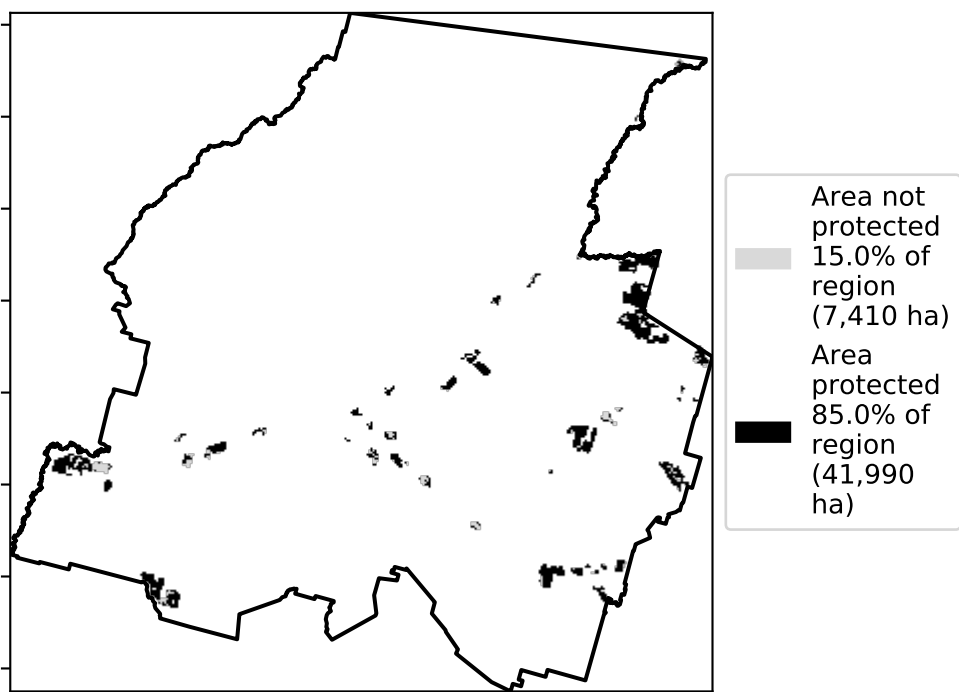 Area not
protected
15.0% of
region
(7,410 ha)
Area
protected
85.0% of
region
(41,990
ha)